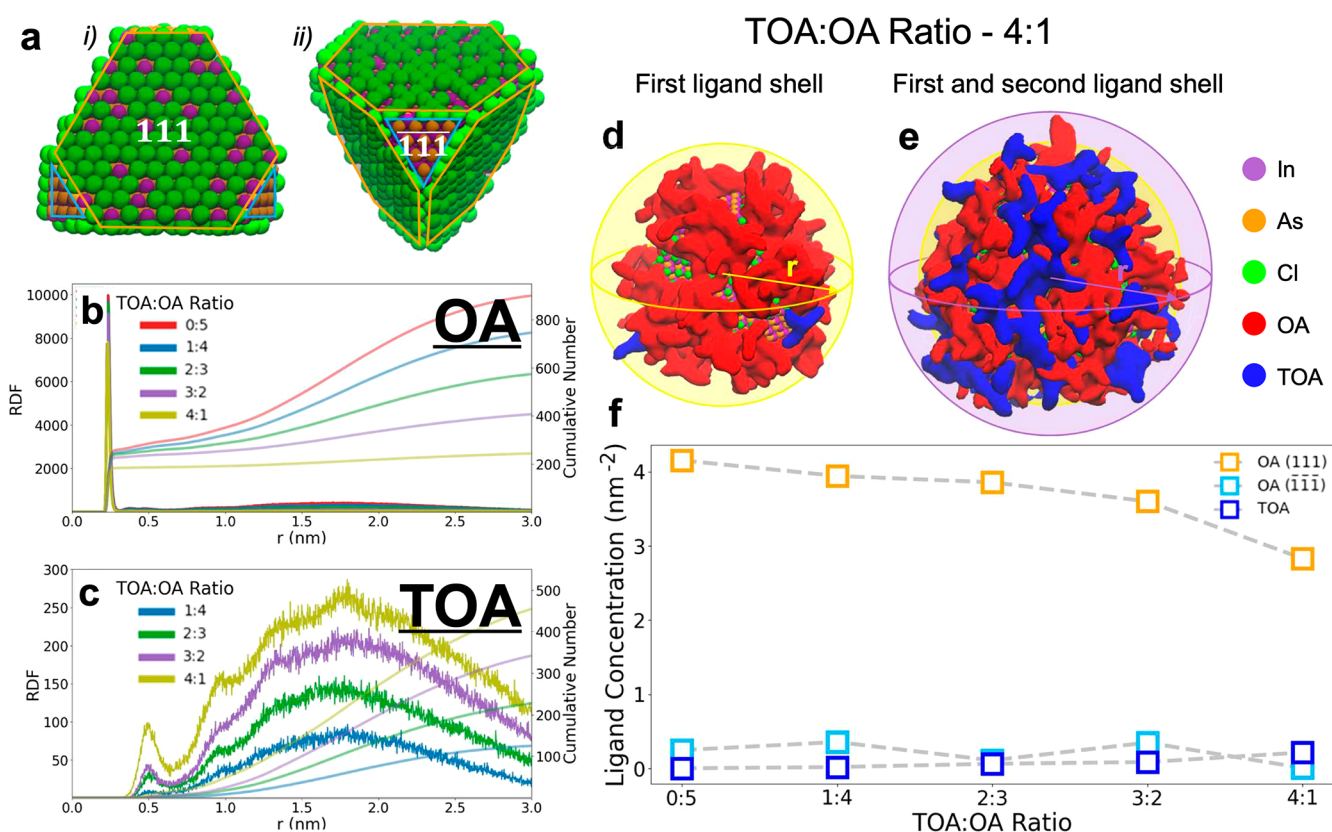 TOA:OA Ratio - 4:1
First ligand shell
First and second ligand shell
a
i)
ii)
111
111
d
r
e
r
In
As
Cl
OA
TOA
b
OA
TOA:OA Ratio
0:5
1:4
2:3
3:2
4:1
10000
8000
6000
4000
2000
RDF
800
600
400
200
Cumulative Number
0.0
0.5
1.0
1.5
2.0
2.5
3.0
r (nm)
c
TOA
TOA:OA Ratio
1:4
2:3
3:2
4:1
300
250
200
150
100
50
RDF
500
400
300
200
100
Cumulative Number
0.0
0.5
1.0
1.5
2.0
2.5
3.0
r (nm)
f
OA (111)
OA (1̅1̅1̅)
TOA
4
3
2
1
0
Ligand Concentration (nm⁻²)
0:5
1:4
2:3
3:2
4:1
TOA:OA Ratio